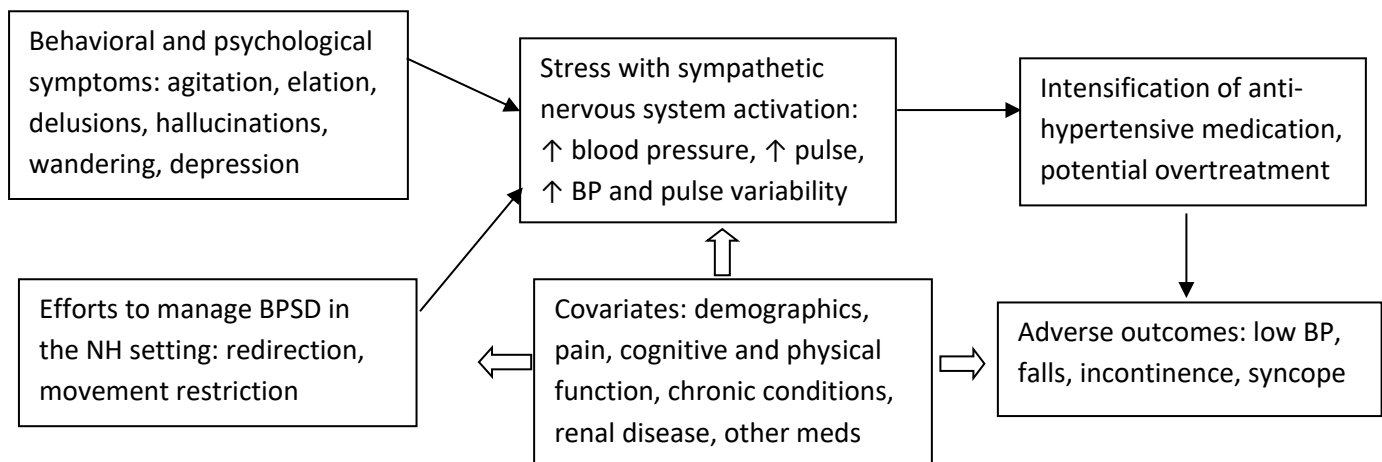 Behavioral and psychological
symptoms: agitation, elation,
delusions, hallucinations,
wandering, depression
Stress with sympathetic
nervous system activation:
↑ blood pressure, ↑ pulse,
↑ BP and pulse variability
Intensification of anti-
hypertensive medication,
potential overtreatment
Efforts to manage BPSD in
the NH setting: redirection,
movement restriction
Covariates: demographics,
pain, cognitive and physical
function, chronic conditions,
renal disease, other meds
Adverse outcomes: low BP,
falls, incontinence, syncope